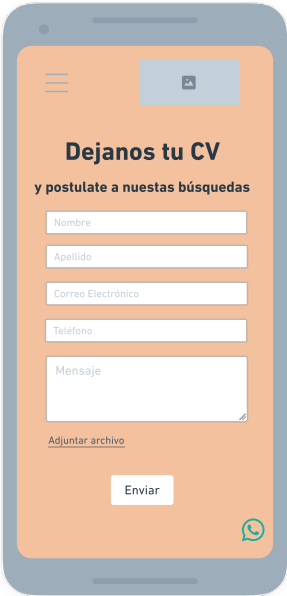 Dejanos tu CV
y postulate a nuestas búsquedas
Nombre
Apellido
Correo Electrónico
Teléfono
Mensaje
Adjuntar archivo
Enviar